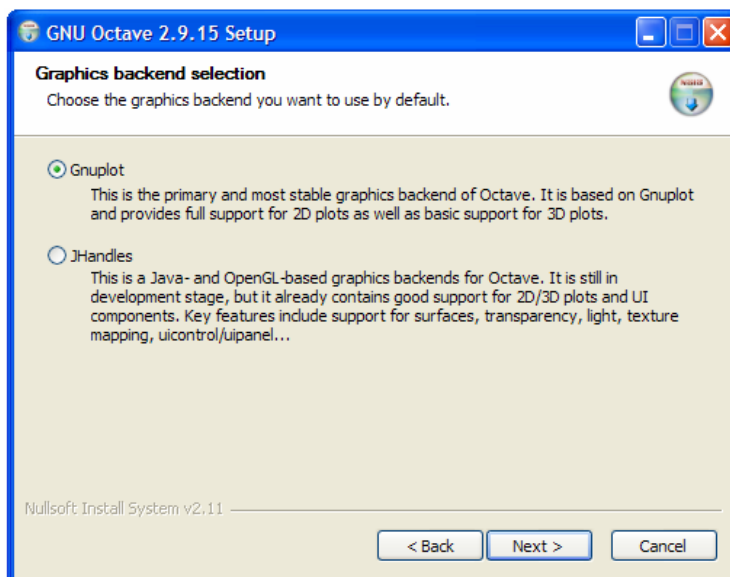 GNU Octave 2.9.15 Setup
Graphics backend selection
Choose the graphics backend you want to use by default.
Gnuplot
This is the primary and most stable graphics backend of Octave. It is based on Gnuplot
and provides full support for 2D plots as well as basic support for 3D plots.
JHandles
This is a Java- and OpenGL-based graphics backends for Octave. It is still in
development stage, but it already contains good support for 2D/3D plots and UI
components. Key features include support for surfaces, transparency, light, texture
mapping, uicontrol/uipanel...
Nullsoft Install System v2.11
< Back
Next >
Cancel